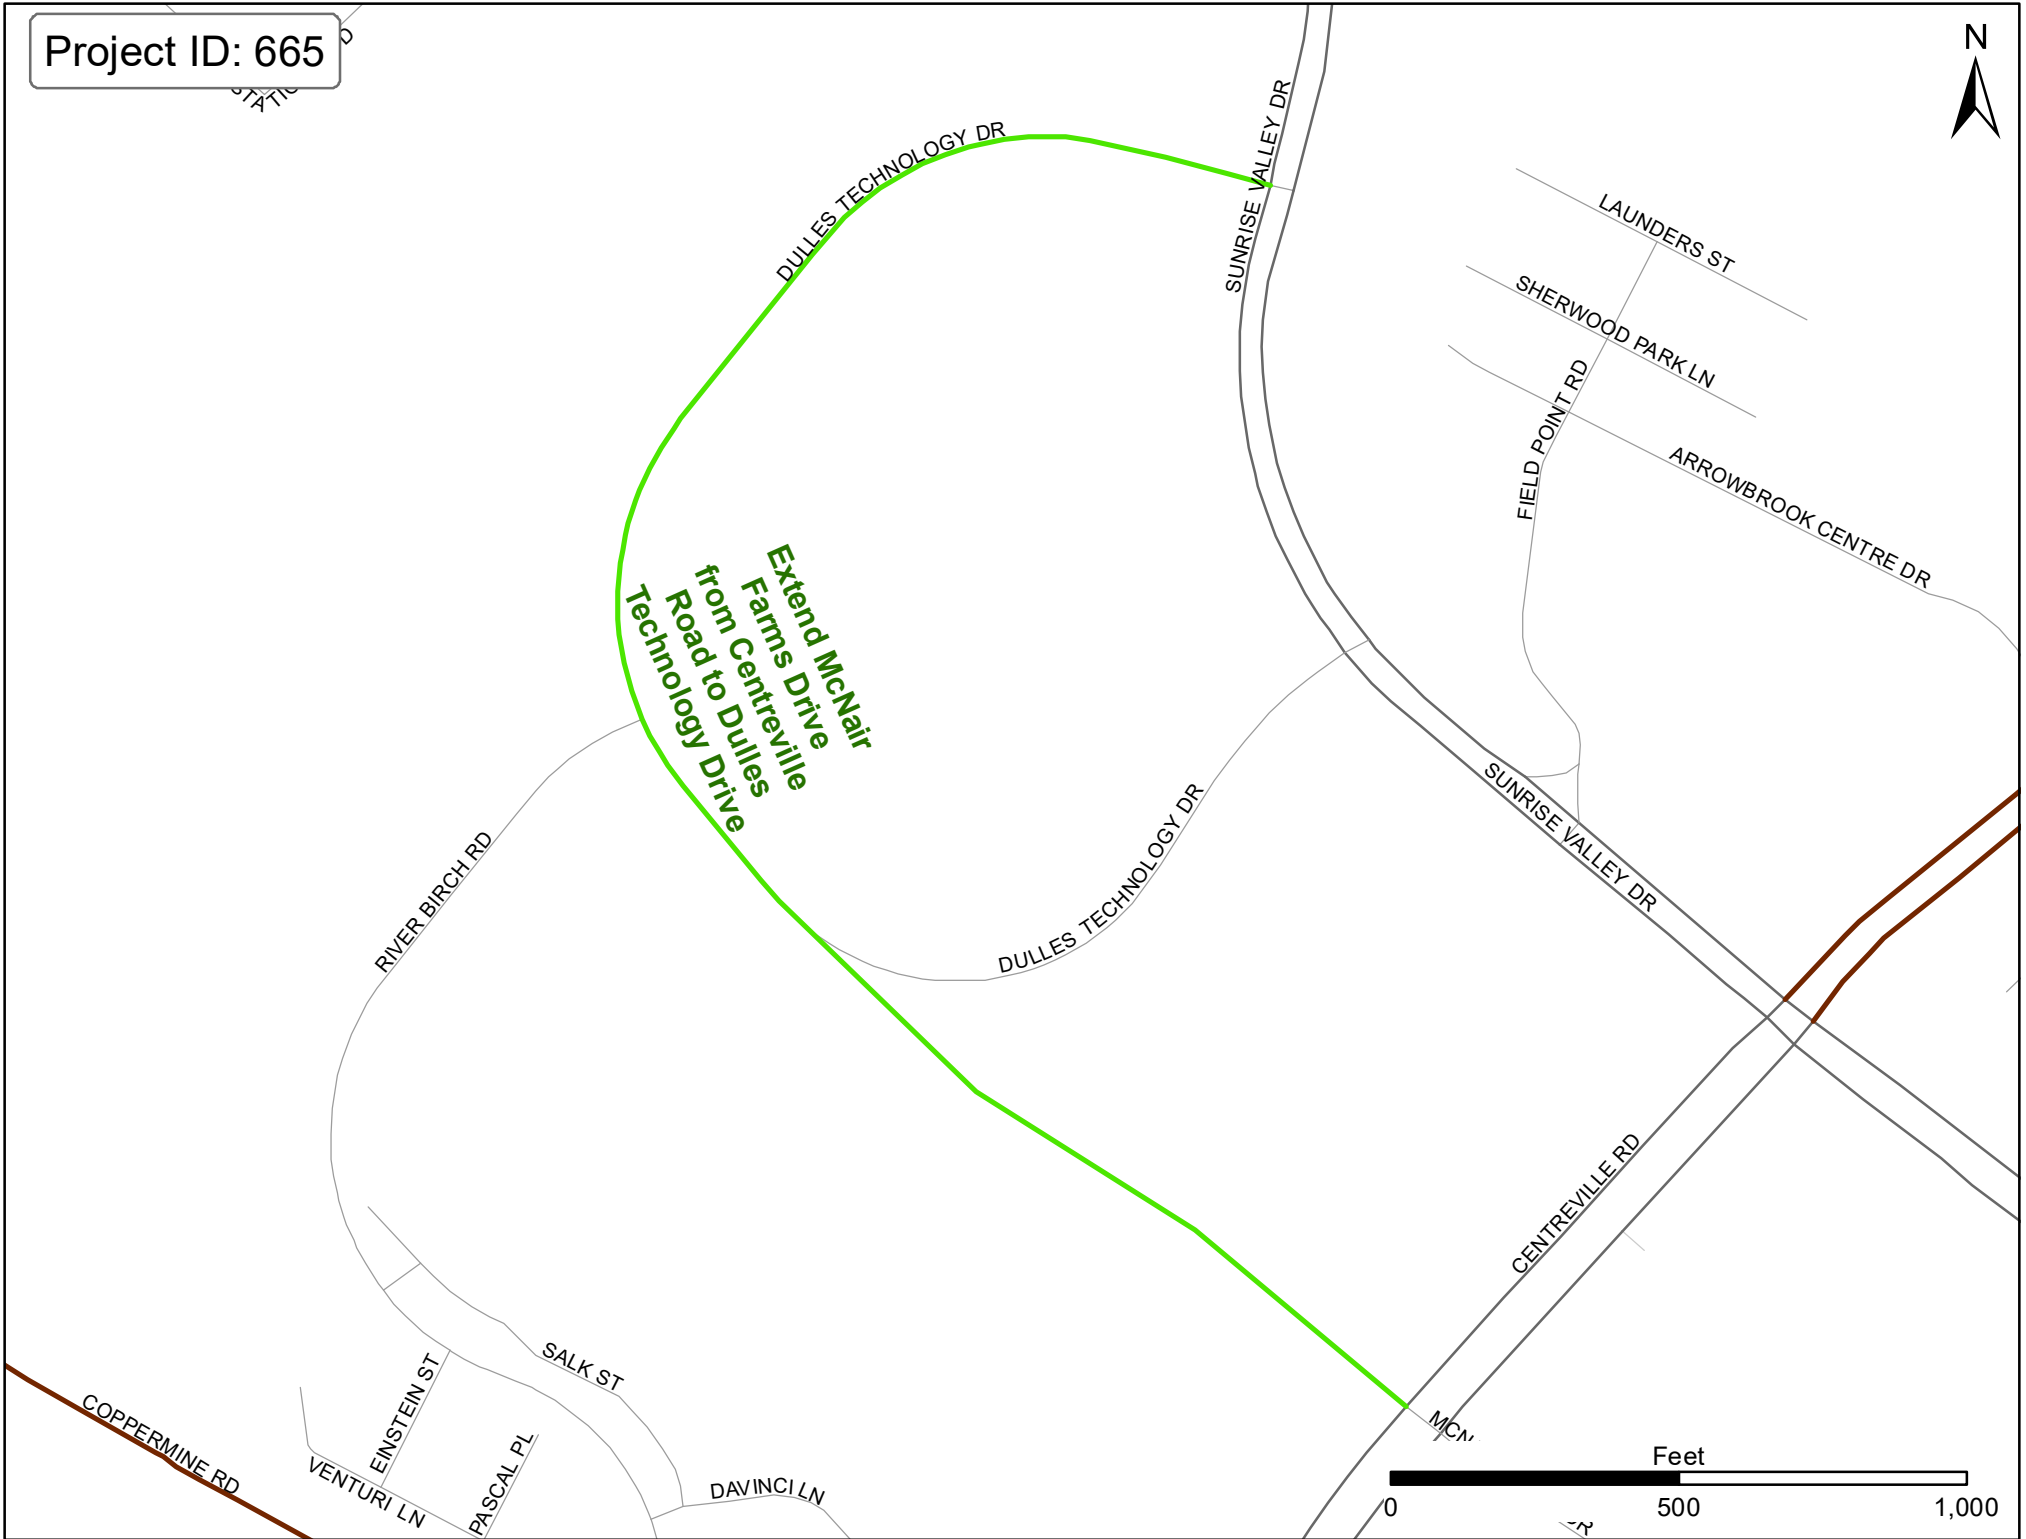 Project ID: 665
N
DULLES TECHNOLOGY DR
SUNRISE VALLEY DR
LAUNDERS ST
SHERWOOD PARK LN
FIELD POINT RD
ARROWBROOK CENTRE DR
Extend McNair
Farms Drive
from Centreville
Road to Dulles
Technology Drive
RIVER BIRCH RD
DULLES TECHNOLOGY DR
SUNRISE VALLEY DR
CENTREVILLE RD
SALK ST
EINSTEIN ST
COPPERMINE RD
VENTURI LN
PASCAL PL
DAVINCI LN
MCN
Feet
0 500 1,000